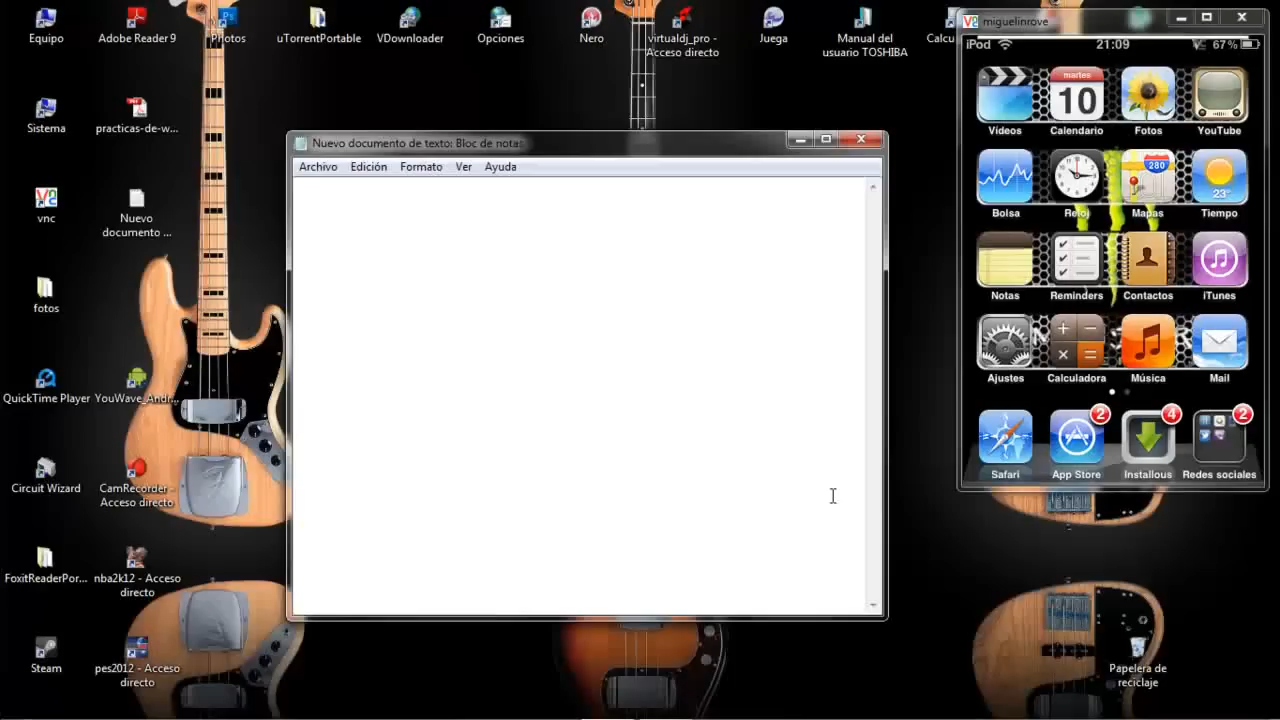 Equipo
Adobe Reader 9
Photos
uTorrentPortable
VDownloader
Opciones
Nero
virtualdj_pro -
Acceso directo
Juega
Manual del
usuario TOSHIBA
Calcu
Sistema
practicas-de-w...
vnc
Nuevo
documento ...
fotos
QuickTime Player
YouWave_Andr...
Circuit Wizard
CamRecorder -
Acceso directo
FoxitReaderPor...
nba2k12 - Acceso
directo
Steam
pes2012 - Acceso
directo
Nuevo documento de texto: Bloc de notas
Archivo Edición Formato Ver Ayuda
miguelinrove
iPod 21:09 67%
martes
10
280
23°
Vídeos Calendario Fotos YouTube
Bolsa Reloj Mapas Tiempo
Notas Reminders Contactos iTunes
Ajustes Calculadora Música Mail
2 4 2
Safari App Store Installous Redes sociales
Papelera de
reciclaje